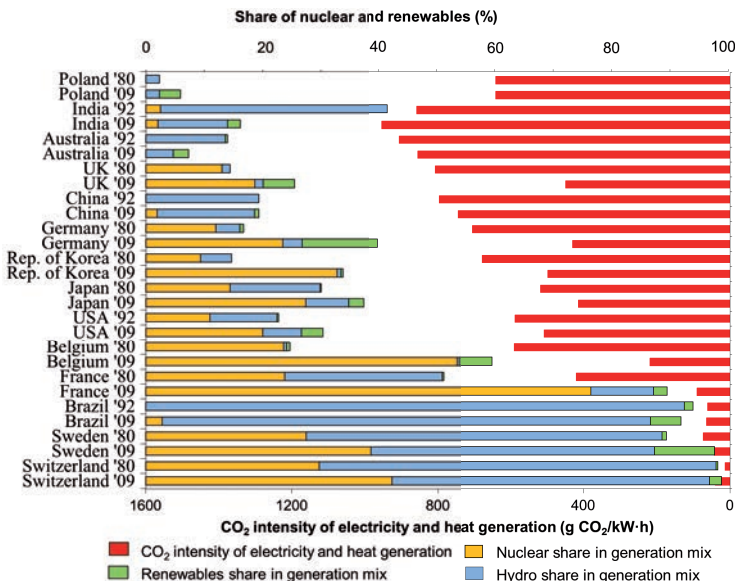 Share of nuclear and renewables (%)
0 20 40 60 80 100
Poland '80
Poland '09
India '92
India '09
Australia '92
Australia '09
UK '80
UK '09
China '92
China '09
Germany '80
Germany '09
Rep. of Korea '80
Rep. of Korea '09
Japan '80
Japan '09
USA '92
USA '09
Belgium '80
Belgium '09
France '80
France '09
Brazil '92
Brazil '09
Sweden '80
Sweden '09
Switzerland '80
Switzerland '09
1600 1200 800 400 0
CO₂ intensity of electricity and heat generation (g CO₂/kW·h)
CO₂ intensity of electricity and heat generation
Nuclear share in generation mix
Renewables share in generation mix
Hydro share in generation mix